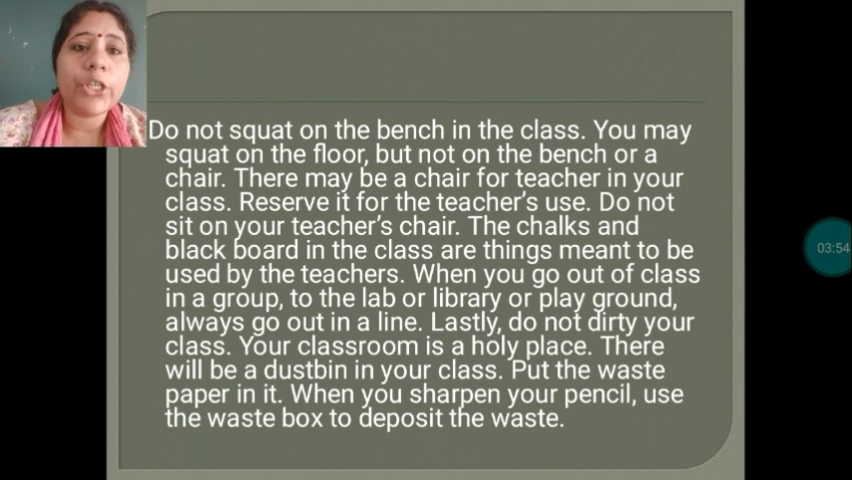 Do not squat on the bench in the class. You may
squat on the floor, but not on the bench or a
chair. There may be a chair for teacher in your
class. Reserve it for the teacher's use. Do not
sit on your teacher's chair. The chalks and
black board in the class are things meant to be
used by the teachers. When you go out of class
in a group, to the lab or library or play ground,
always go out in a line. Lastly, do not dirty your
class. Your classroom is a holy place. There
will be a dustbin in your class. Put the waste
paper in it. When you sharpen your pencil, use
the waste box to deposit the waste.
03:54